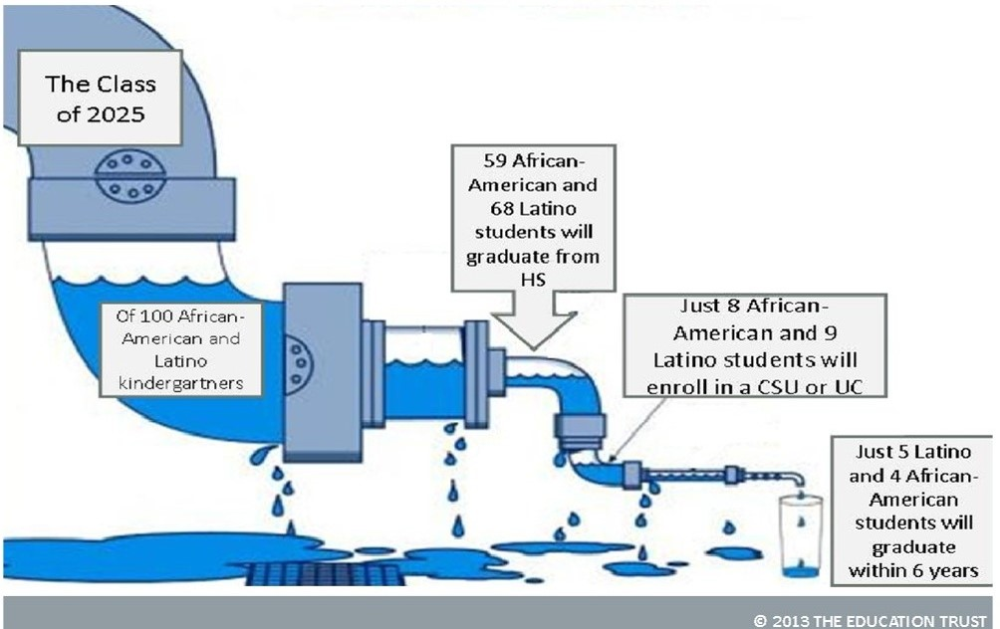 The Class
of 2025
Of 100 African-
American and
Latino
kindergartners
59 African-
American and
68 Latino
students will
graduate from
HS
Just 8 African-
American and 9
Latino students will
enroll in a CSU or UC
Just 5 Latino
and 4 African-
American
students will
graduate
within 6 years
© 2013 THE EDUCATION TRUST